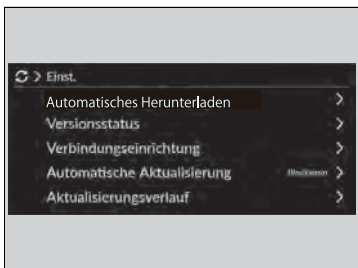 > Einst.
Automatisches Herunterladen >
Versionsstatus >
Verbindungseinrichtung >
Automatische Aktualisierung >
Aktualisierungsverlauf >